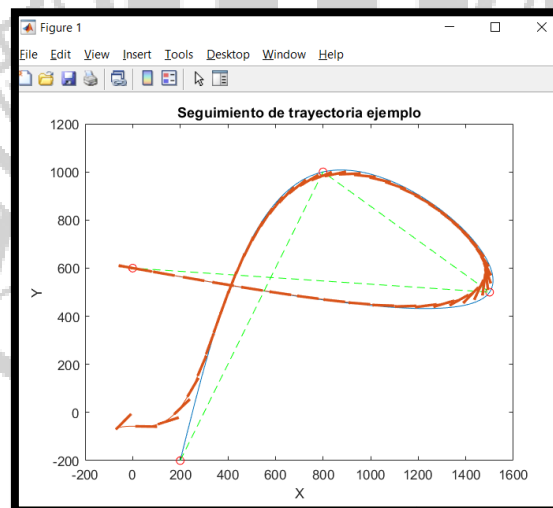 Figure 1
File Edit View Insert Tools Desktop Window Help
Seguimiento de trayectoria ejemplo
1200
1000
800
600
400
200
0
-200
Y
-200 0 200 400 600 800 1000 1200 1400 1600
X